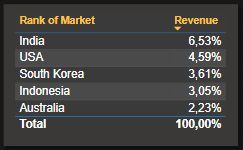 Rank of Market Revenue
India 6,53%
USA 4,59%
South Korea 3,61%
Indonesia 3,05%
Australia 2,23%
Total 100,00%